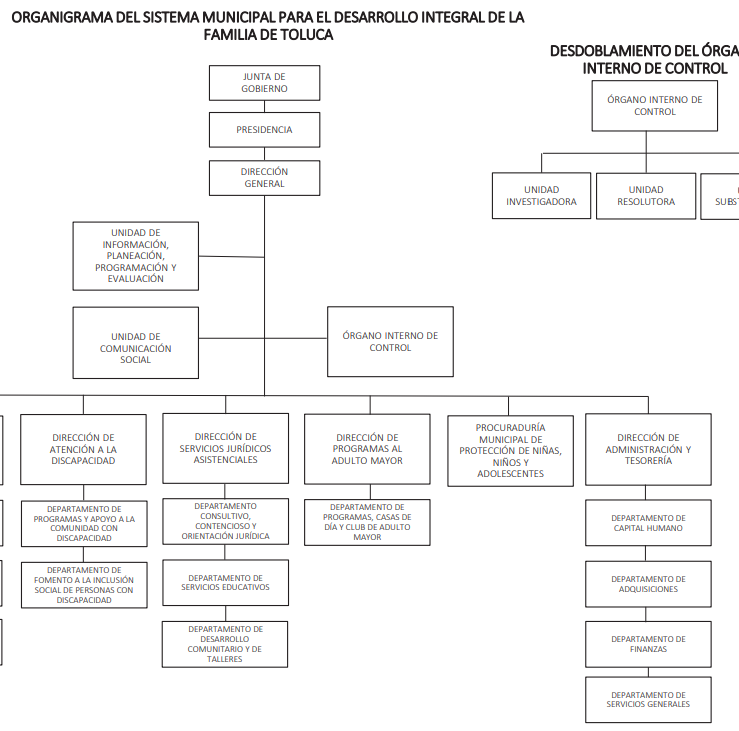 ORGANIGRAMA DEL SISTEMA MUNICIPAL PARA EL DESARROLLO INTEGRAL DE LA
FAMILIA DE TOLUCA
JUNTA DE
GOBIERNO
PRESIDENCIA
DIRECCIÓN
GENERAL
UNIDAD DE
INFORMACIÓN,
PLANEACIÓN,
PROGRAMACIÓN Y
EVALUACIÓN
UNIDAD DE
COMUNICACIÓN
SOCIAL
ÓRGANO INTERNO DE
CONTROL
DESDOBLAMIENTO DEL
INTERNO DE CONTROL
ÓRGANO INTERNO DE
CONTROL
UNIDAD
INVESTIGADORA
UNIDAD
RESOLUTORA
DIRECCIÓN DE
ATENCIÓN A LA
DISCAPACIDAD
DEPARTAMENTO DE
PROGRAMAS Y APOYO A LA
COMUNIDAD CON
DISCAPACIDAD
DEPARTAMENTO DE
FOMENTO A LA INCLUSIÓN
SOCIAL DE PERSONAS CON
DISCAPACIDAD
DIRECCIÓN DE
SERVICIOS JURÍDICOS
ASISTENCIALES
DEPARTAMENTO
CONSULTIVO,
CONTENCIOSO Y
ORIENTACIÓN JURÍDICA
DEPARTAMENTO DE
SERVICIOS EDUCATIVOS
DEPARTAMENTO DE
DESARROLLO
COMUNITARIO Y DE
TALLERES
DIRECCIÓN DE
PROGRAMAS AL
ADULTO MAYOR
DEPARTAMENTO DE
PROGRAMAS, CASAS DE
DÍA Y CLUB DE ADULTO
MAYOR
PROCURADURÍA
MUNICIPAL DE
PROTECCIÓN DE NIÑAS,
NIÑOS Y
ADOLESCENTES
DIRECCIÓN DE
ADMINISTRACIÓN Y
TESORERÍA
DEPARTAMENTO DE
CAPITAL HUMANO
DEPARTAMENTO DE
ADQUISICIONES
DEPARTAMENTO DE
FINANZAS
DEPARTAMENTO DE
SERVICIOS GENERALES